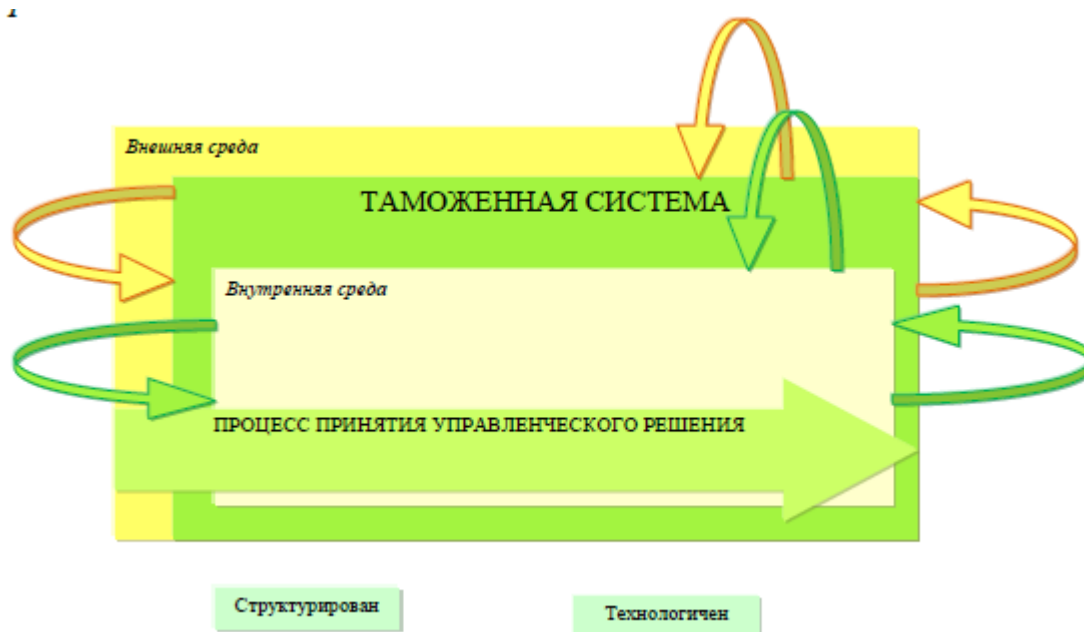 Внешняя среда
ТАМОЖЕННАЯ СИСТЕМА
Внутренняя среда
ПРОЦЕСС ПРИНЯТИЯ УПРАВЛЕНЧЕСКОГО РЕШЕНИЯ
Структурирован
Технологичен